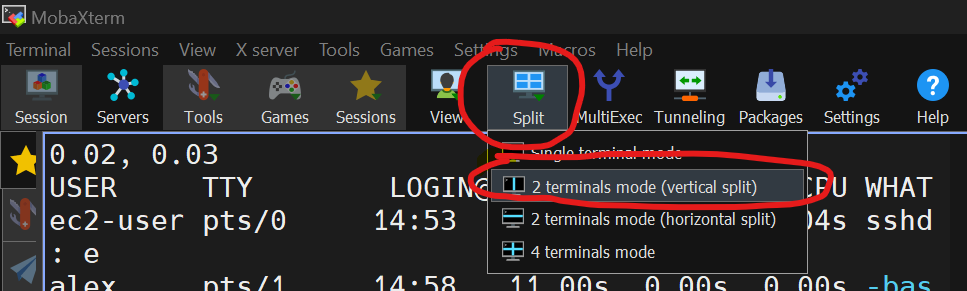 MobaXterm
Terminal Sessions View X server Tools Games Settings Macros Help
Session Servers Tools Games Sessions View Split MultiExec Tunneling Packages Settings Help
0.02, 0.03
Single terminal mode
USER TTY LOGIN@ CPU WHAT
2 terminals mode (vertical split)
ec2-user pts/0 14:53 04s sshd
2 terminals mode (horizontal split)
: e
4 terminals mode
alex pts/1 14:58 11.00s 0.00s 0.00s -bas